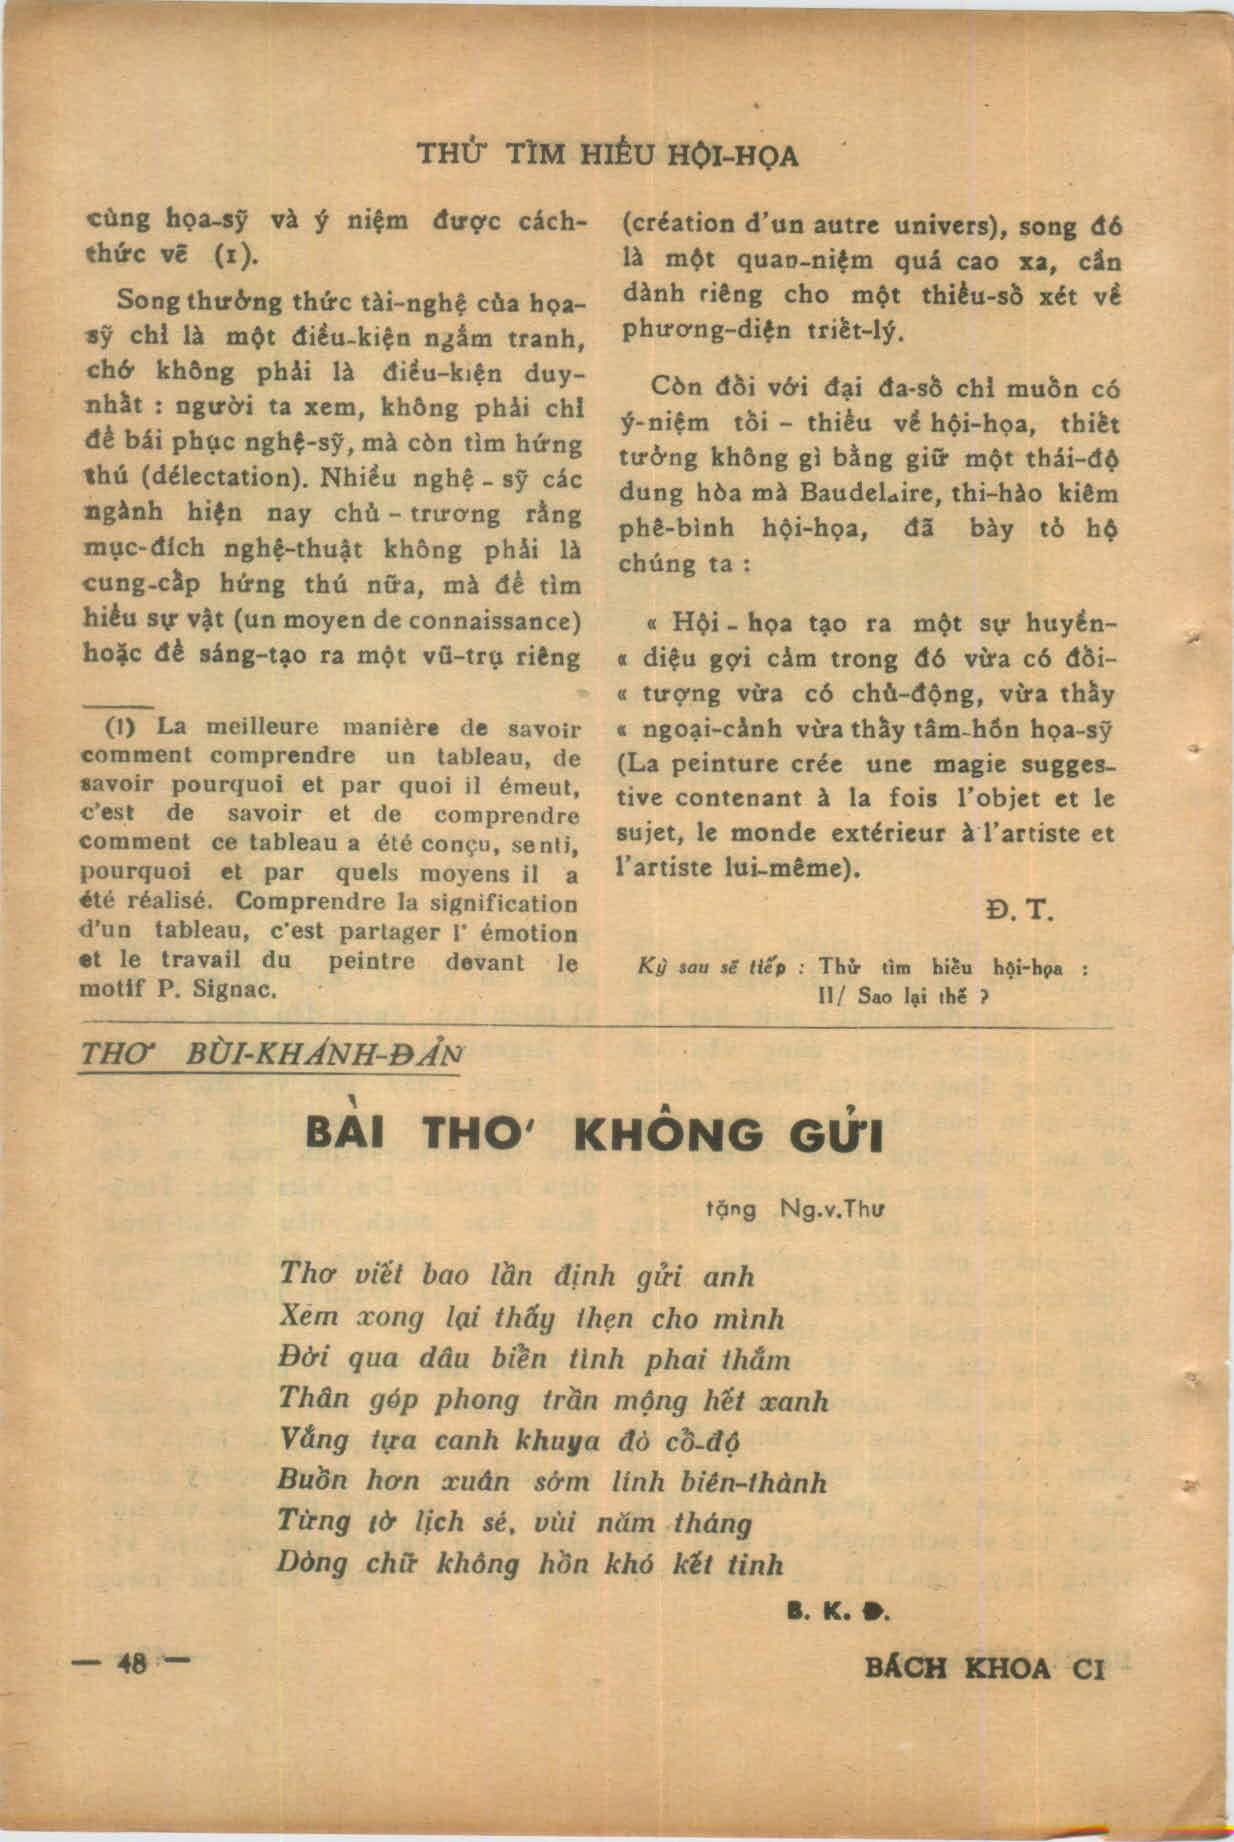 THỬ TÌM HIỂU HỘI-HỌA
cùng họa-sỹ và ý niệm được cách-
thức vẽ (1).
Song thưởng thức tài-nghệ của họa-
sỹ chỉ là một điều-kiện ngắm tranh,
chớ không phải là điều-kiện duy-
nhất : người ta xem, không phải chỉ
để bái phục nghệ-sỹ, mà còn tìm hứng
thú (délectation). Nhiều nghệ - sỹ các
ngành hiện nay chủ - trương rằng
mục-đích nghệ-thuật không phải là
cung-cấp hứng thú nữa, mà để tìm
hiểu sự vật (un moyen de connaissance)
hoặc để sáng-tạo ra một vũ-trụ riêng
(1) La meilleure manière de savoir
comment comprendre un tableau, de
savoir pourquoi et par quoi il émeut,
c'est de savoir et de comprendre
comment ce tableau a été conçu, senti,
pourquoi et par quels moyens il a
été réalisé. Comprendre la signification
d'un tableau, c'est partager l' émotion
et le travail du peintre devant le
motif P. Signac.
(création d'un autre univers), song đó
là một quan-niệm quá cao xa, cần
dành riêng cho một thiểu-số xét về
phương-diện triết-lý.
Còn đối với đại đa-số chỉ muốn có
ý-niệm tối - thiểu về hội-họa, thiết
tưởng không gì bằng giữ một thái-độ
dung hòa mà Baudelaire, thi-hào kiêm
phê-bình hội-họa, đã bày tỏ hộ
chúng ta :
« Hội - họa tạo ra một sự huyền-
« diệu gợi cảm trong đó vừa có đối-
« tượng vừa có chủ-động, vừa thấy
« ngoại-cảnh vừa thấy tâm-hồn họa-sỹ
(La peinture crée une magie sugges-
tive contenant à la fois l'objet et le
sujet, le monde extérieur à l'artiste et
l'artiste lui-même).
Đ. T.
Kỳ sau sẽ tiếp : Thử tìm hiểu hội-họa :
II/ Sao lại thế ?
THƠ BÙI-KHÁNH-ĐẢN
BÀI THƠ KHÔNG GỬI
tặng Ng.v.Thư
Thơ viết bao lần định gửi anh
Xem xong lại thấy thẹn cho mình
Đời qua dâu biển tình phai thắm
Thân góp phong trần mộng hết xanh
Vắng tựa canh khuya đò cồ-độ
Buồn hơn xuân sớm lính biên-thành
Từng tờ lịch sé, vùi năm tháng
Dòng chữ không hồn khó kết tinh
B. K. Đ.
— 48 —
BÁCH KHOA CI